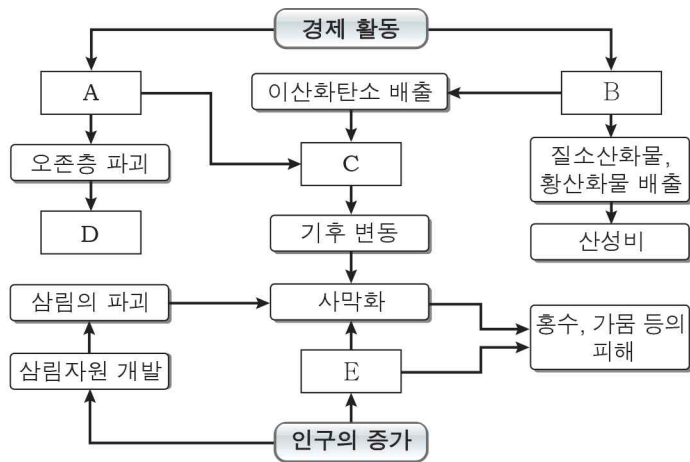 경제 활동
A
이산화탄소 배출
B
오존층 파괴
C
질소산화물,
황산화물 배출
D
기후 변동
산성비
삼림의 파괴
사막화
홍수, 가뭄 등의
피해
삼림자원 개발
E
인구의 증가